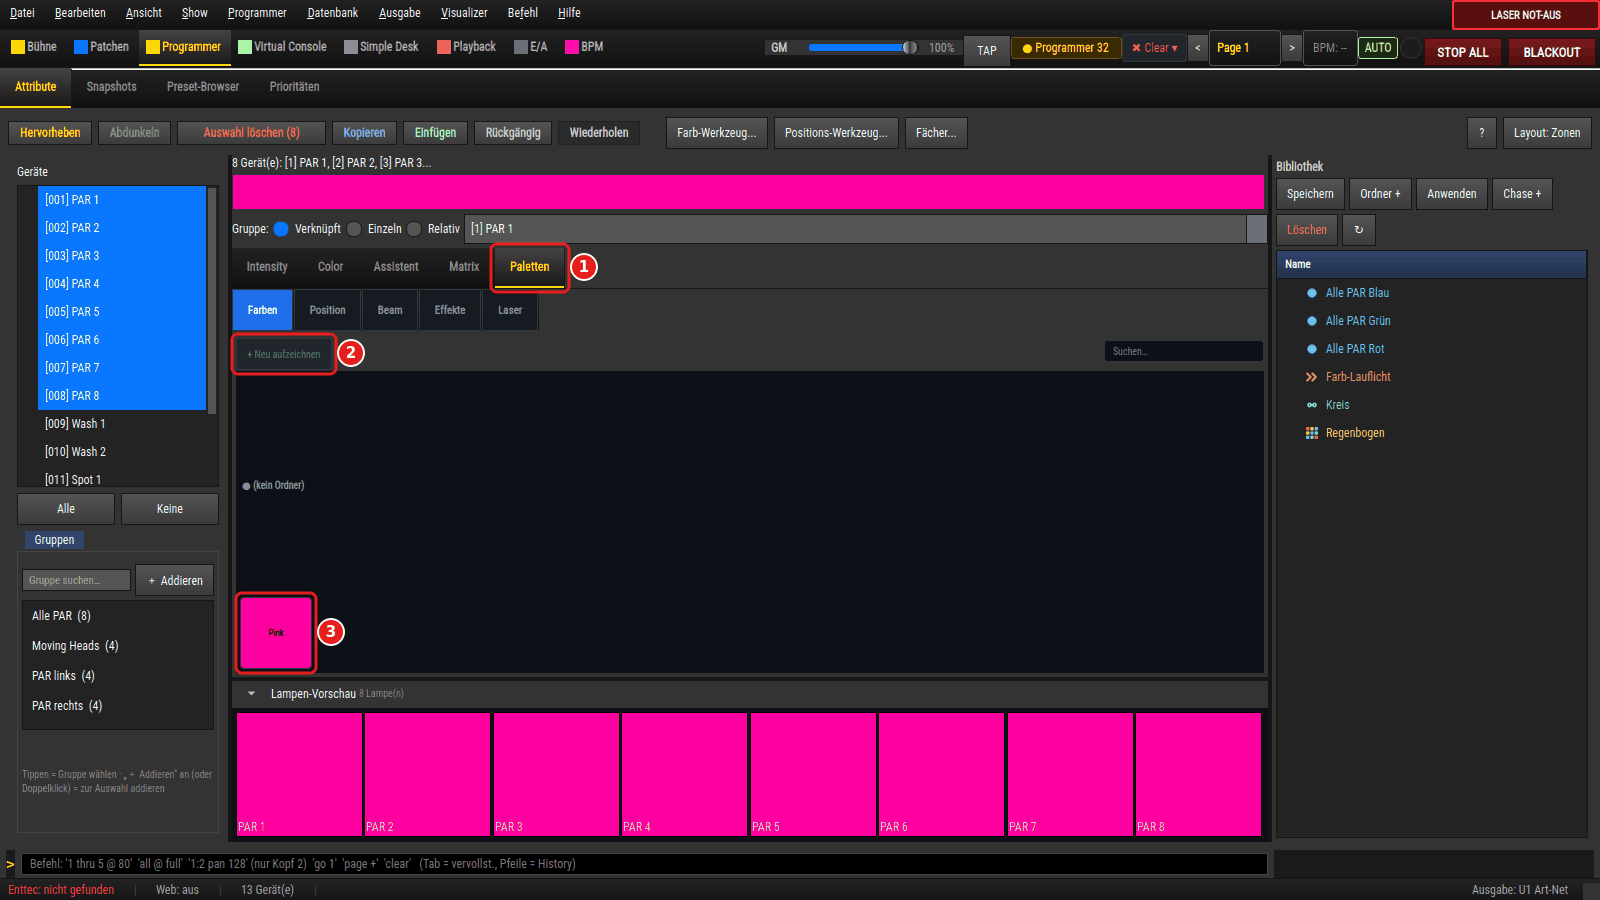 Datei Bearbeiten Ansicht Show Programmer Datenbank Ausgabe Visualizer Befehl Hilfe LASER NOT-AUS
Bühne Patchen Programmer Virtual Console Simple Desk Playback E/A BPM GM 100% TAP Programmer 32 Clear < Page 1 > BPM: -- AUTO STOP ALL BLACKOUT
Attribute Snapshots Preset-Browser Prioritäten
Hervorheben Abdunkeln Auswahl löschen (8) Kopieren Einfügen Rückgängig Wiederholen Farb-Werkzeug... Positions-Werkzeug... Fächer... ? Layout: Zonen
Geräte
[001] PAR 1
[002] PAR 2
[003] PAR 3
[004] PAR 4
[005] PAR 5
[006] PAR 6
[007] PAR 7
[008] PAR 8
[009] Wash 1
[010] Wash 2
[011] Spot 1
Alle Keine
Gruppen
Gruppe suchen... + Addieren
Alle PAR (8)
Moving Heads (4)
PAR links (4)
PAR rechts (4)
Tippen = Gruppe wählen · „ + Addieren“ an (oder
Doppelklick) = zur Auswahl addieren
8 Gerät(e): [1] PAR 1, [2] PAR 2, [3] PAR 3...
Gruppe: Verknüpft Einzeln Relativ [1] PAR 1
Intensity Color Assistent Matrix Paletten 1
Farben Position Beam Effekte Laser
+ Neu aufzeichnen 2 Suchen...
(kein Ordner)
Pink 3
Lampen-Vorschau 8 Lampe(n)
PAR 1 PAR 2 PAR 3 PAR 4 PAR 5 PAR 6 PAR 7 PAR 8
Bibliothek
Speichern Ordner + Anwenden Chase +
Löschen ↻
Name
Alle PAR Blau
Alle PAR Grün
Alle PAR Rot
Farb-Lauflicht
Kreis
Regenbogen
> Befehl: '1 thru 5 @ 80' 'all @ full' '1:2 pan 128' (nur Kopf 2) 'go 1' 'page +' 'clear' (Tab = vervollst., Pfeile = History)
Enttec: nicht gefunden Web: aus 13 Gerät(e) Ausgabe: U1 Art-Net